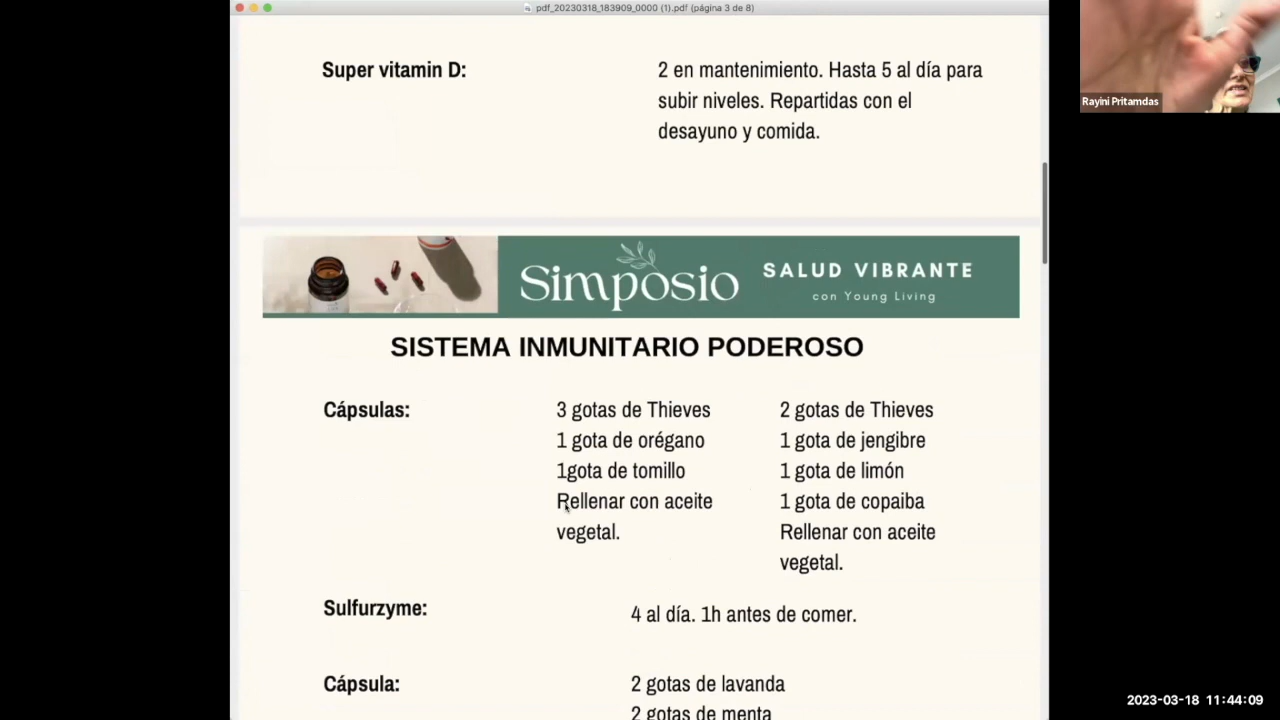 pdf_20230318_183909_0000 (1).pdf (página 3 de 8)
Rayini Pritamdas
Super vitamin D:
2 en mantenimiento. Hasta 5 al día para
subir niveles. Repartidas con el
desayuno y comida.
Simposio
SALUD VIBRANTE
con Young Living
SISTEMA INMUNITARIO PODEROSO
Cápsulas:
3 gotas de Thieves
1 gota de orégano
1gota de tomillo
Rellenar con aceite
vegetal.
2 gotas de Thieves
1 gota de jengibre
1 gota de limón
1 gota de copaiba
Rellenar con aceite
vegetal.
Sulfurzyme:
4 al día. 1h antes de comer.
Cápsula:
2 gotas de lavanda
2 gotas de menta
2023-03-18 11:44:09